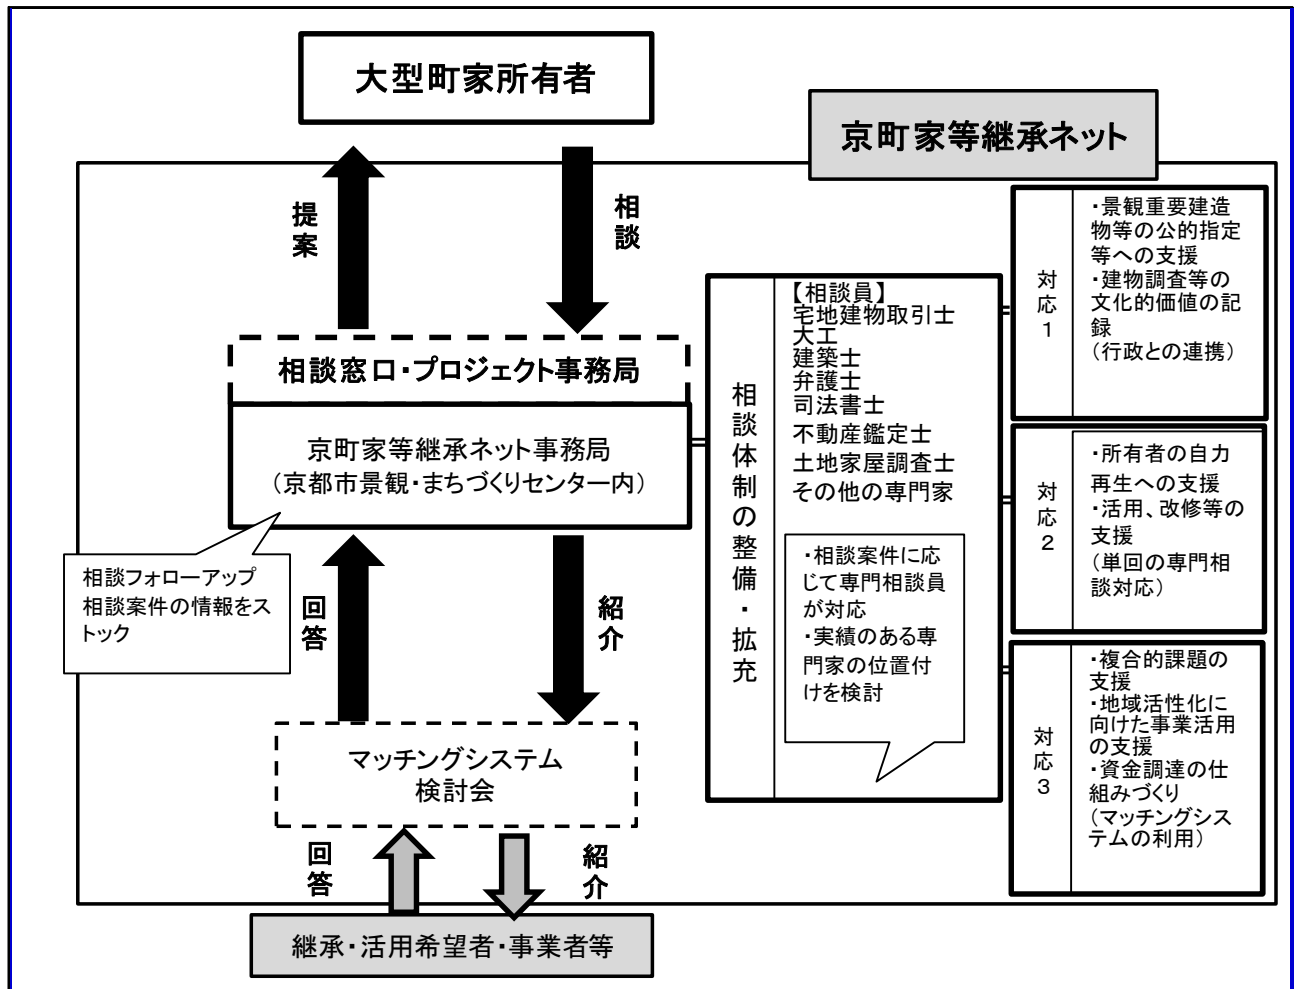 大型町家所有者
京町家等継承ネット
提案
相談
相談窓口・プロジェクト事務局
京町家等継承ネット事務局
（京都市景観・まちづくりセンター内）
相談フォローアップ
相談案件の情報をス
トック
回答
紹介
マッチングシステム
検討会
回答
紹介
継承・活用希望者・事業者等
相談体制の整備・拡充
【相談員】
宅地建物取引士
大工
建築士
弁護士
司法書士
不動産鑑定士
土地家屋調査士
その他の専門家
・相談案件に応
じて専門相談員
が対応
・実績のある専
門家の位置付
けを検討
対応１
・景観重要建造
物等の公的指定
等への支援
・建物調査等の
文化的価値の記
録
（行政との連携）
対応２
・所有者の自力
再生への支援
・活用、改修等の
支援
（単回の専門相
談対応）
対応３
・複合的課題の
支援
・地域活性化に
向けた事業活用
の支援
・資金調達の仕
組みづくり
（マッチングシス
テムの利用）